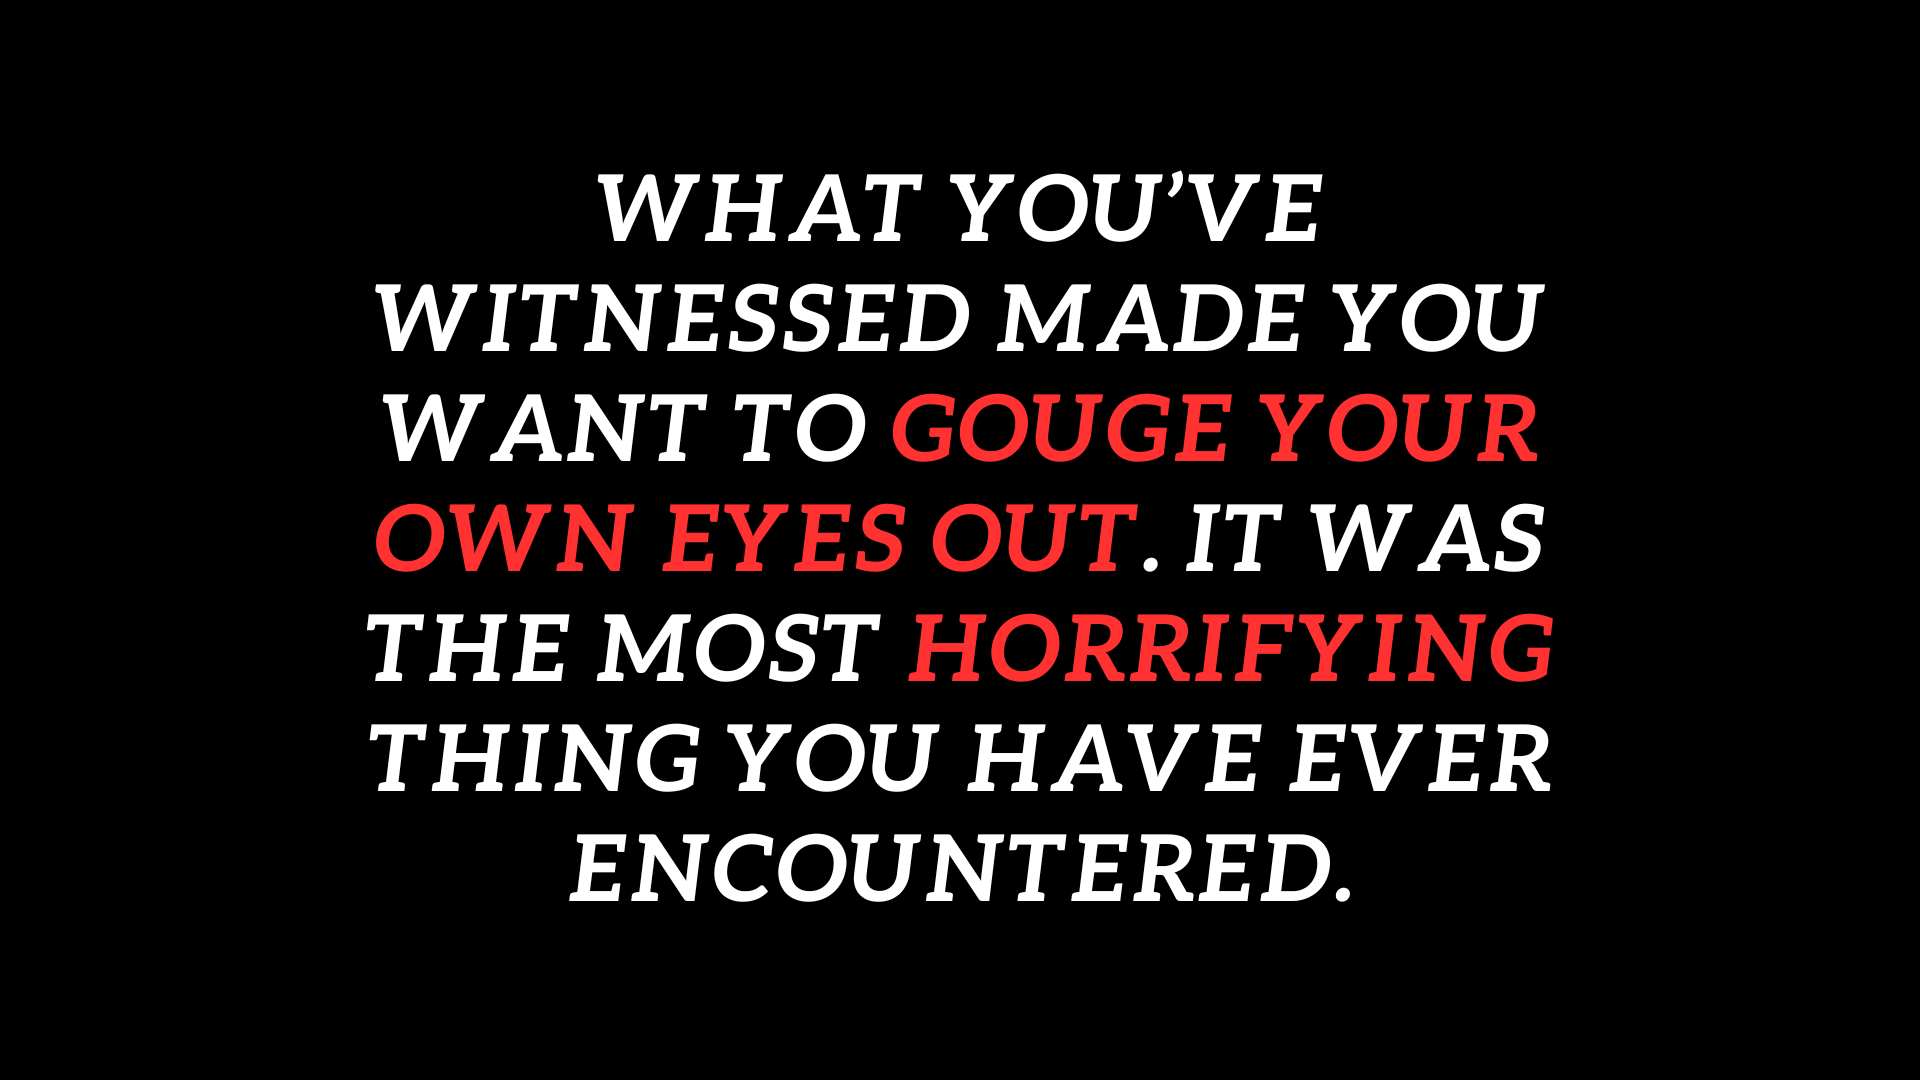 WHAT YOU’VE
WITNESSED MADE YOU
WANT TO GOUGE YOUR
OWN EYES OUT. IT WAS
THE MOST HORRIFYING
THING YOU HAVE EVER
ENCOUNTERED.